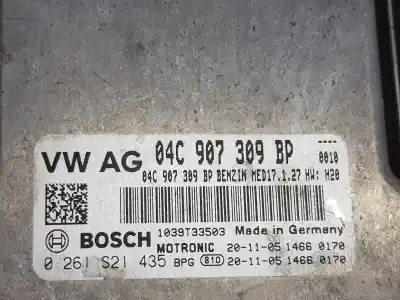 VW AG 04C 907 309 BP 0010
04C 907 309 BP BENZIN MED17.1.27 HW: H20
BOSCH 1039T33503 Made in Germany
MOTRONIC 20-11-05 1466 0170
0 261 S21 435 BPG 810 20-11-05 1466 0170